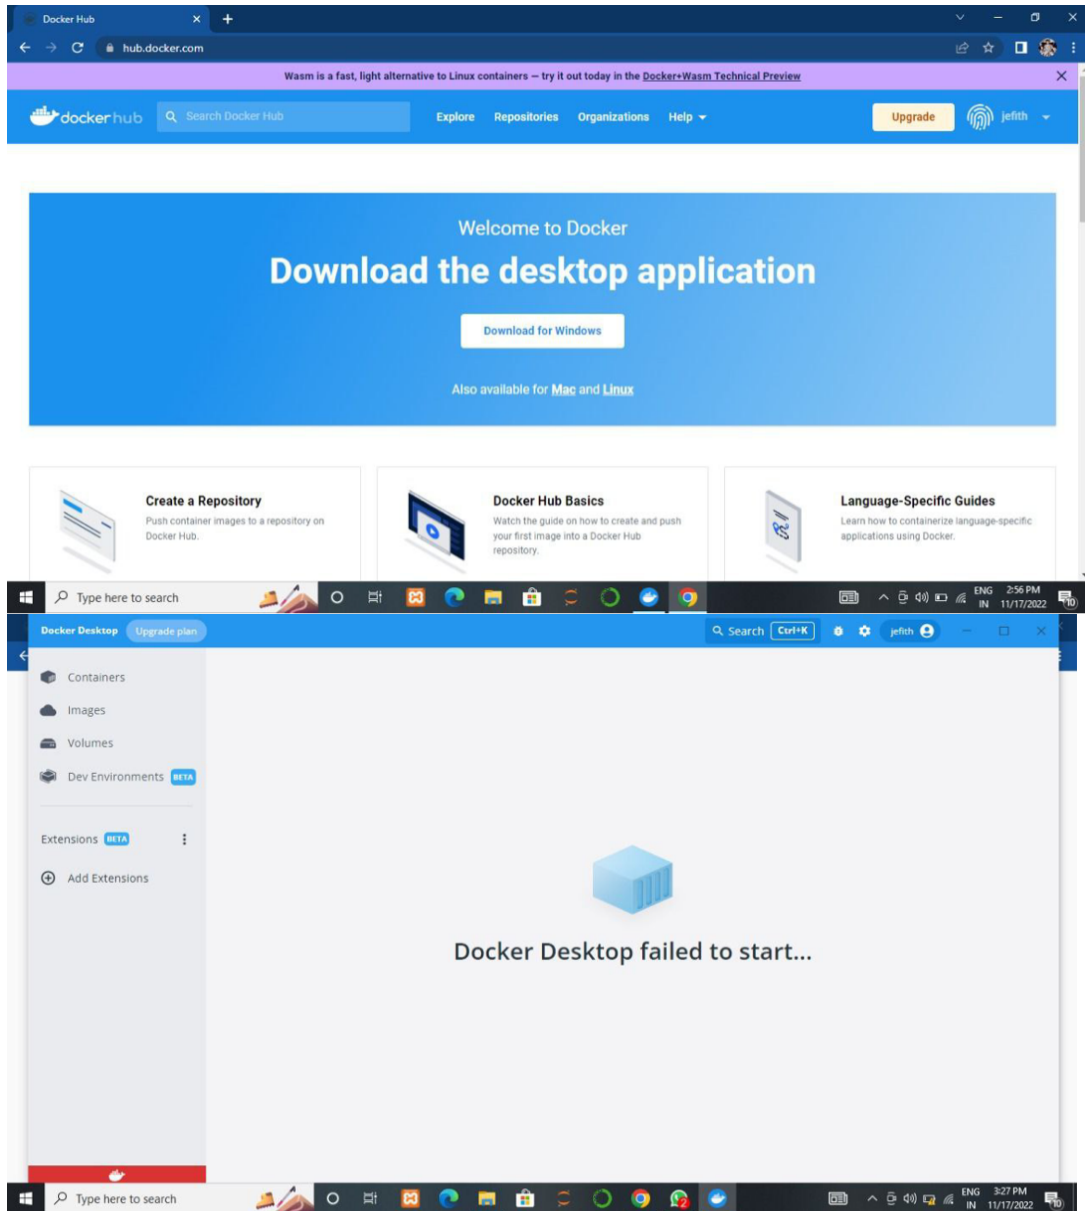 Docker Hub
hub.docker.com
Wasm is a fast, light alternative to Linux containers – try it out today in the Docker+Wasm Technical Preview
dockerhub Search Docker Hub Explore Repositories Organizations Help Upgrade jefith
Welcome to Docker
Download the desktop application
Download for Windows
Also available for Mac and Linux
Create a Repository
Push container images to a repository on
Docker Hub.
Docker Hub Basics
Watch the guide on how to create and push
your first image into a Docker Hub
repository.
Language-Specific Guides
Learn how to containerize language-specific
applications using Docker.
Type here to search
ENG 2:56 PM
IN 11/17/2022
Docker Desktop Upgrade plan Search Ctrl+K jefith
Containers
Images
Volumes
Dev Environments BETA
Extensions BETA
Add Extensions
Docker Desktop failed to start...
Type here to search
2
ENG 3:27 PM
IN 11/17/2022